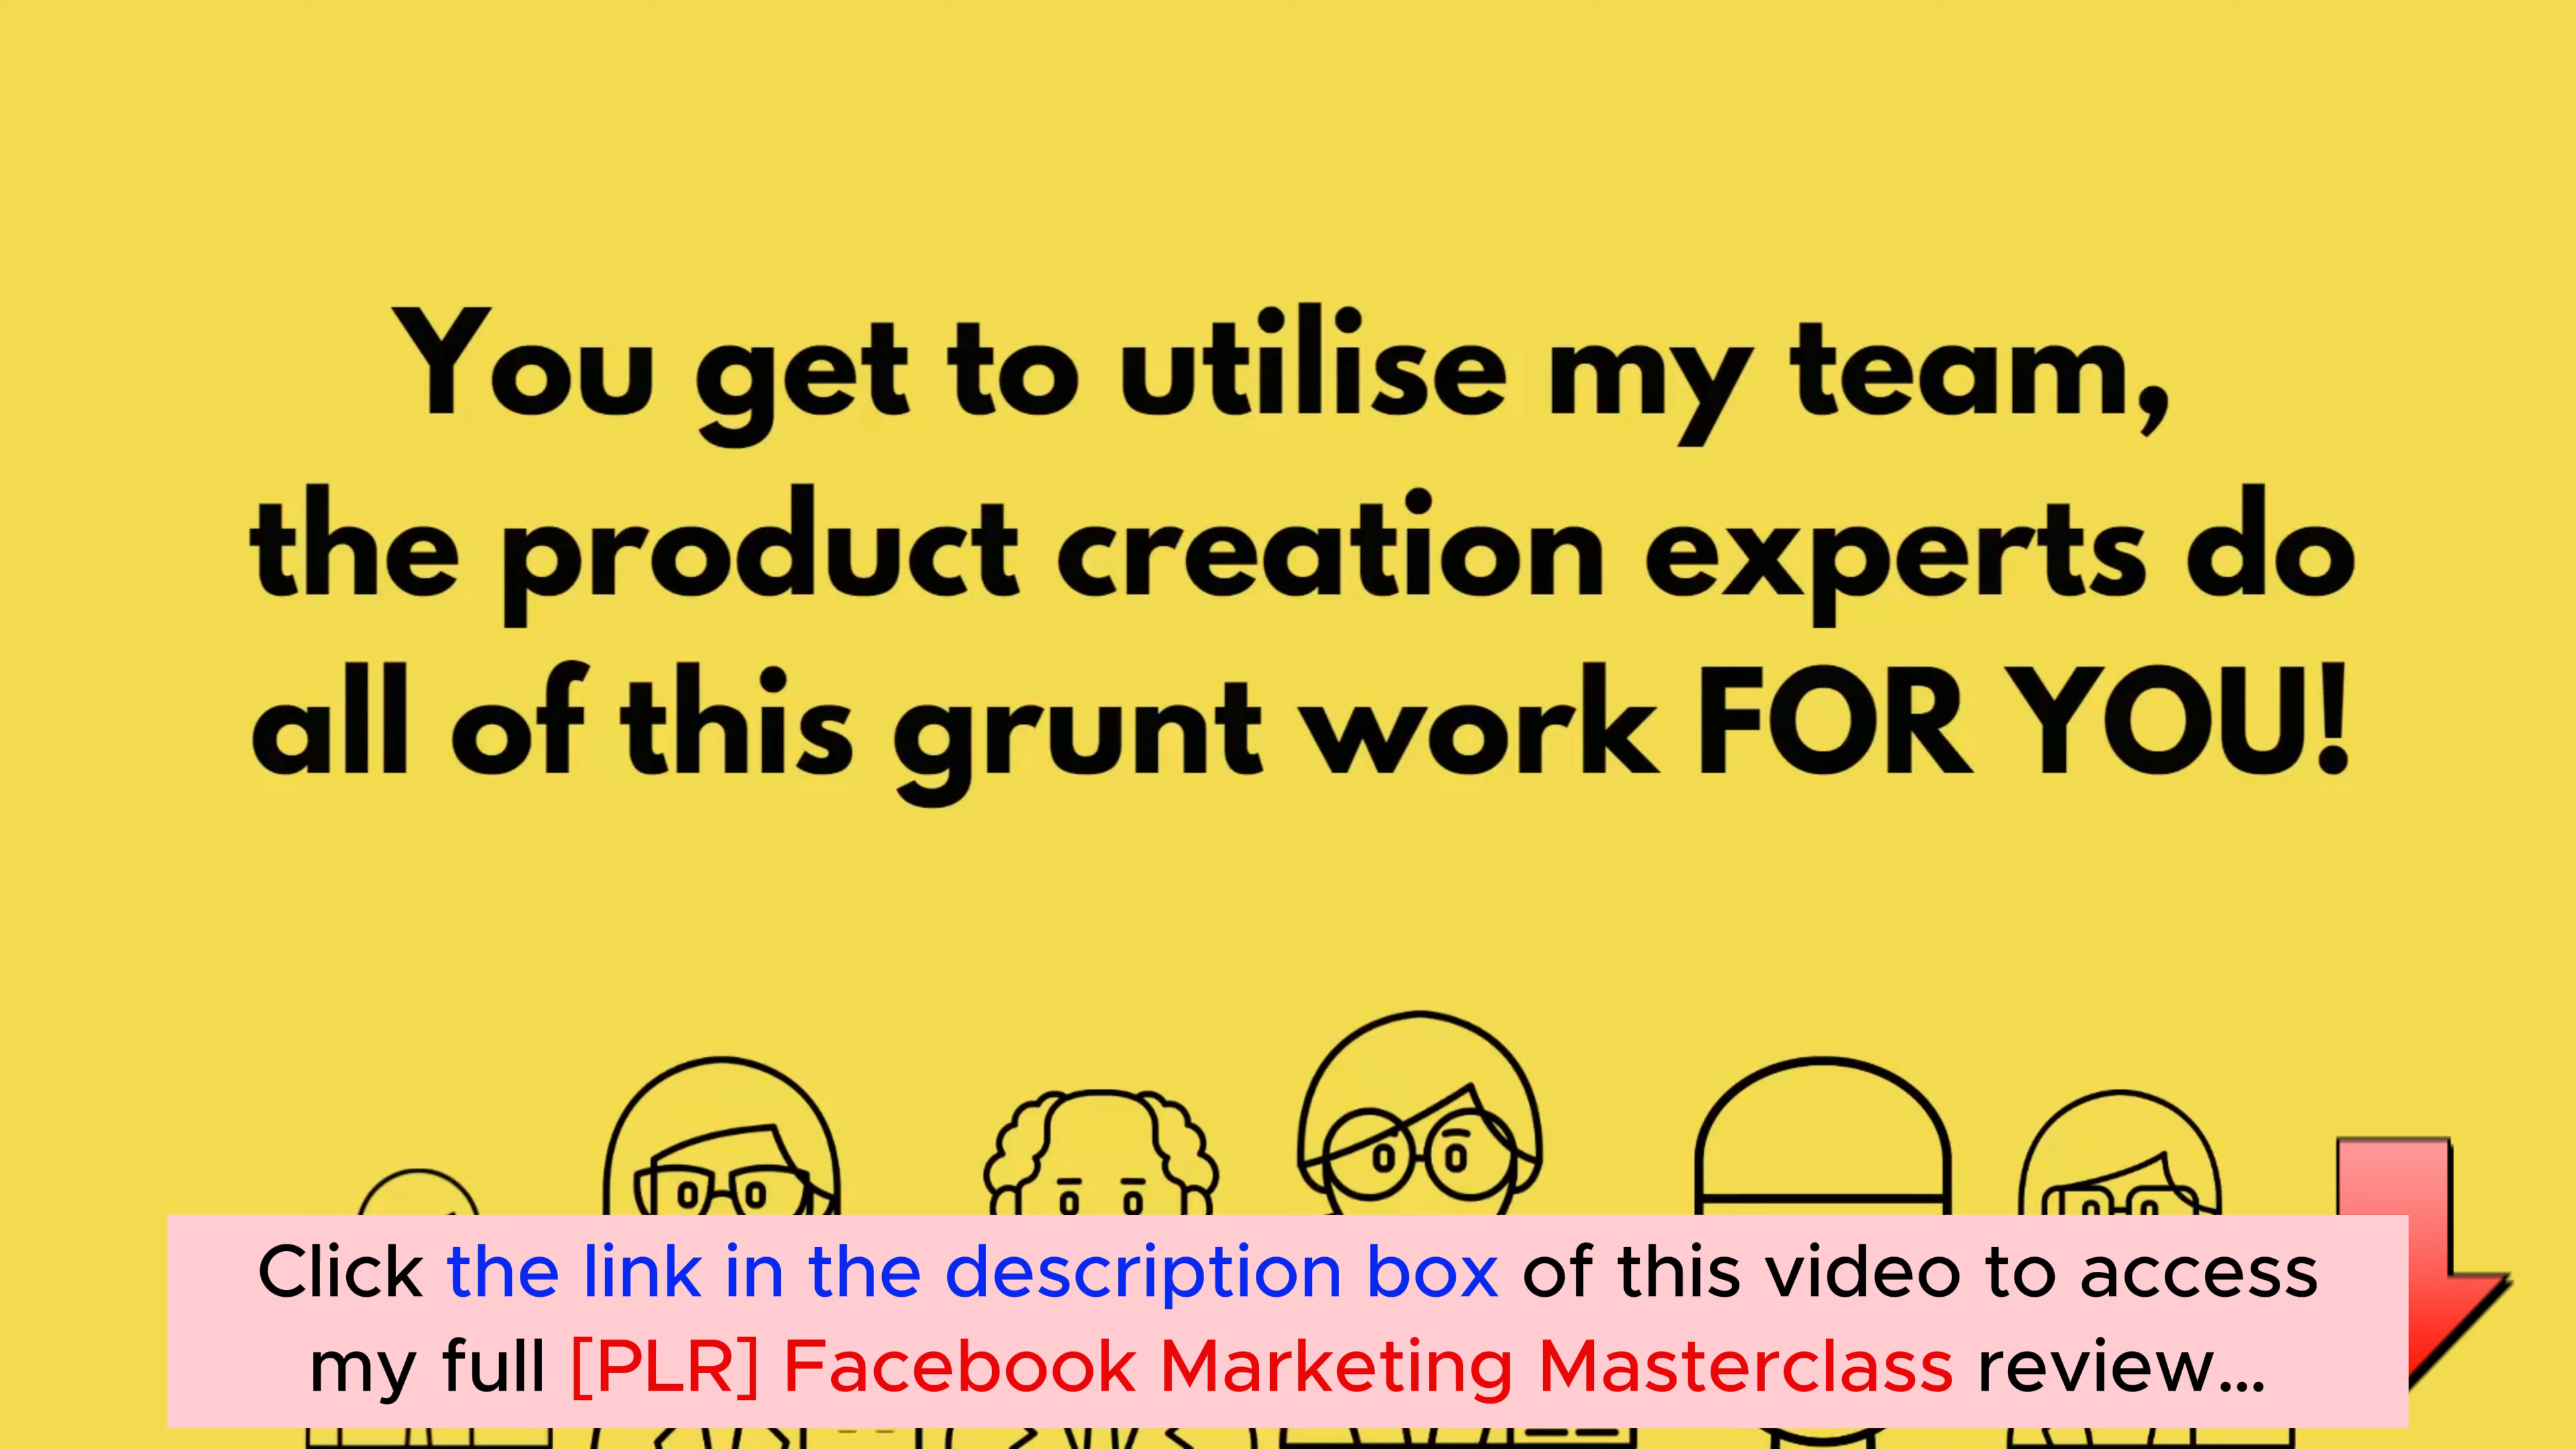 You get to utilise my team,
the product creation experts do
all of this grunt work FOR YOU!
Click the link in the description box of this video to access
my full [PLR] Facebook Marketing Masterclass review...